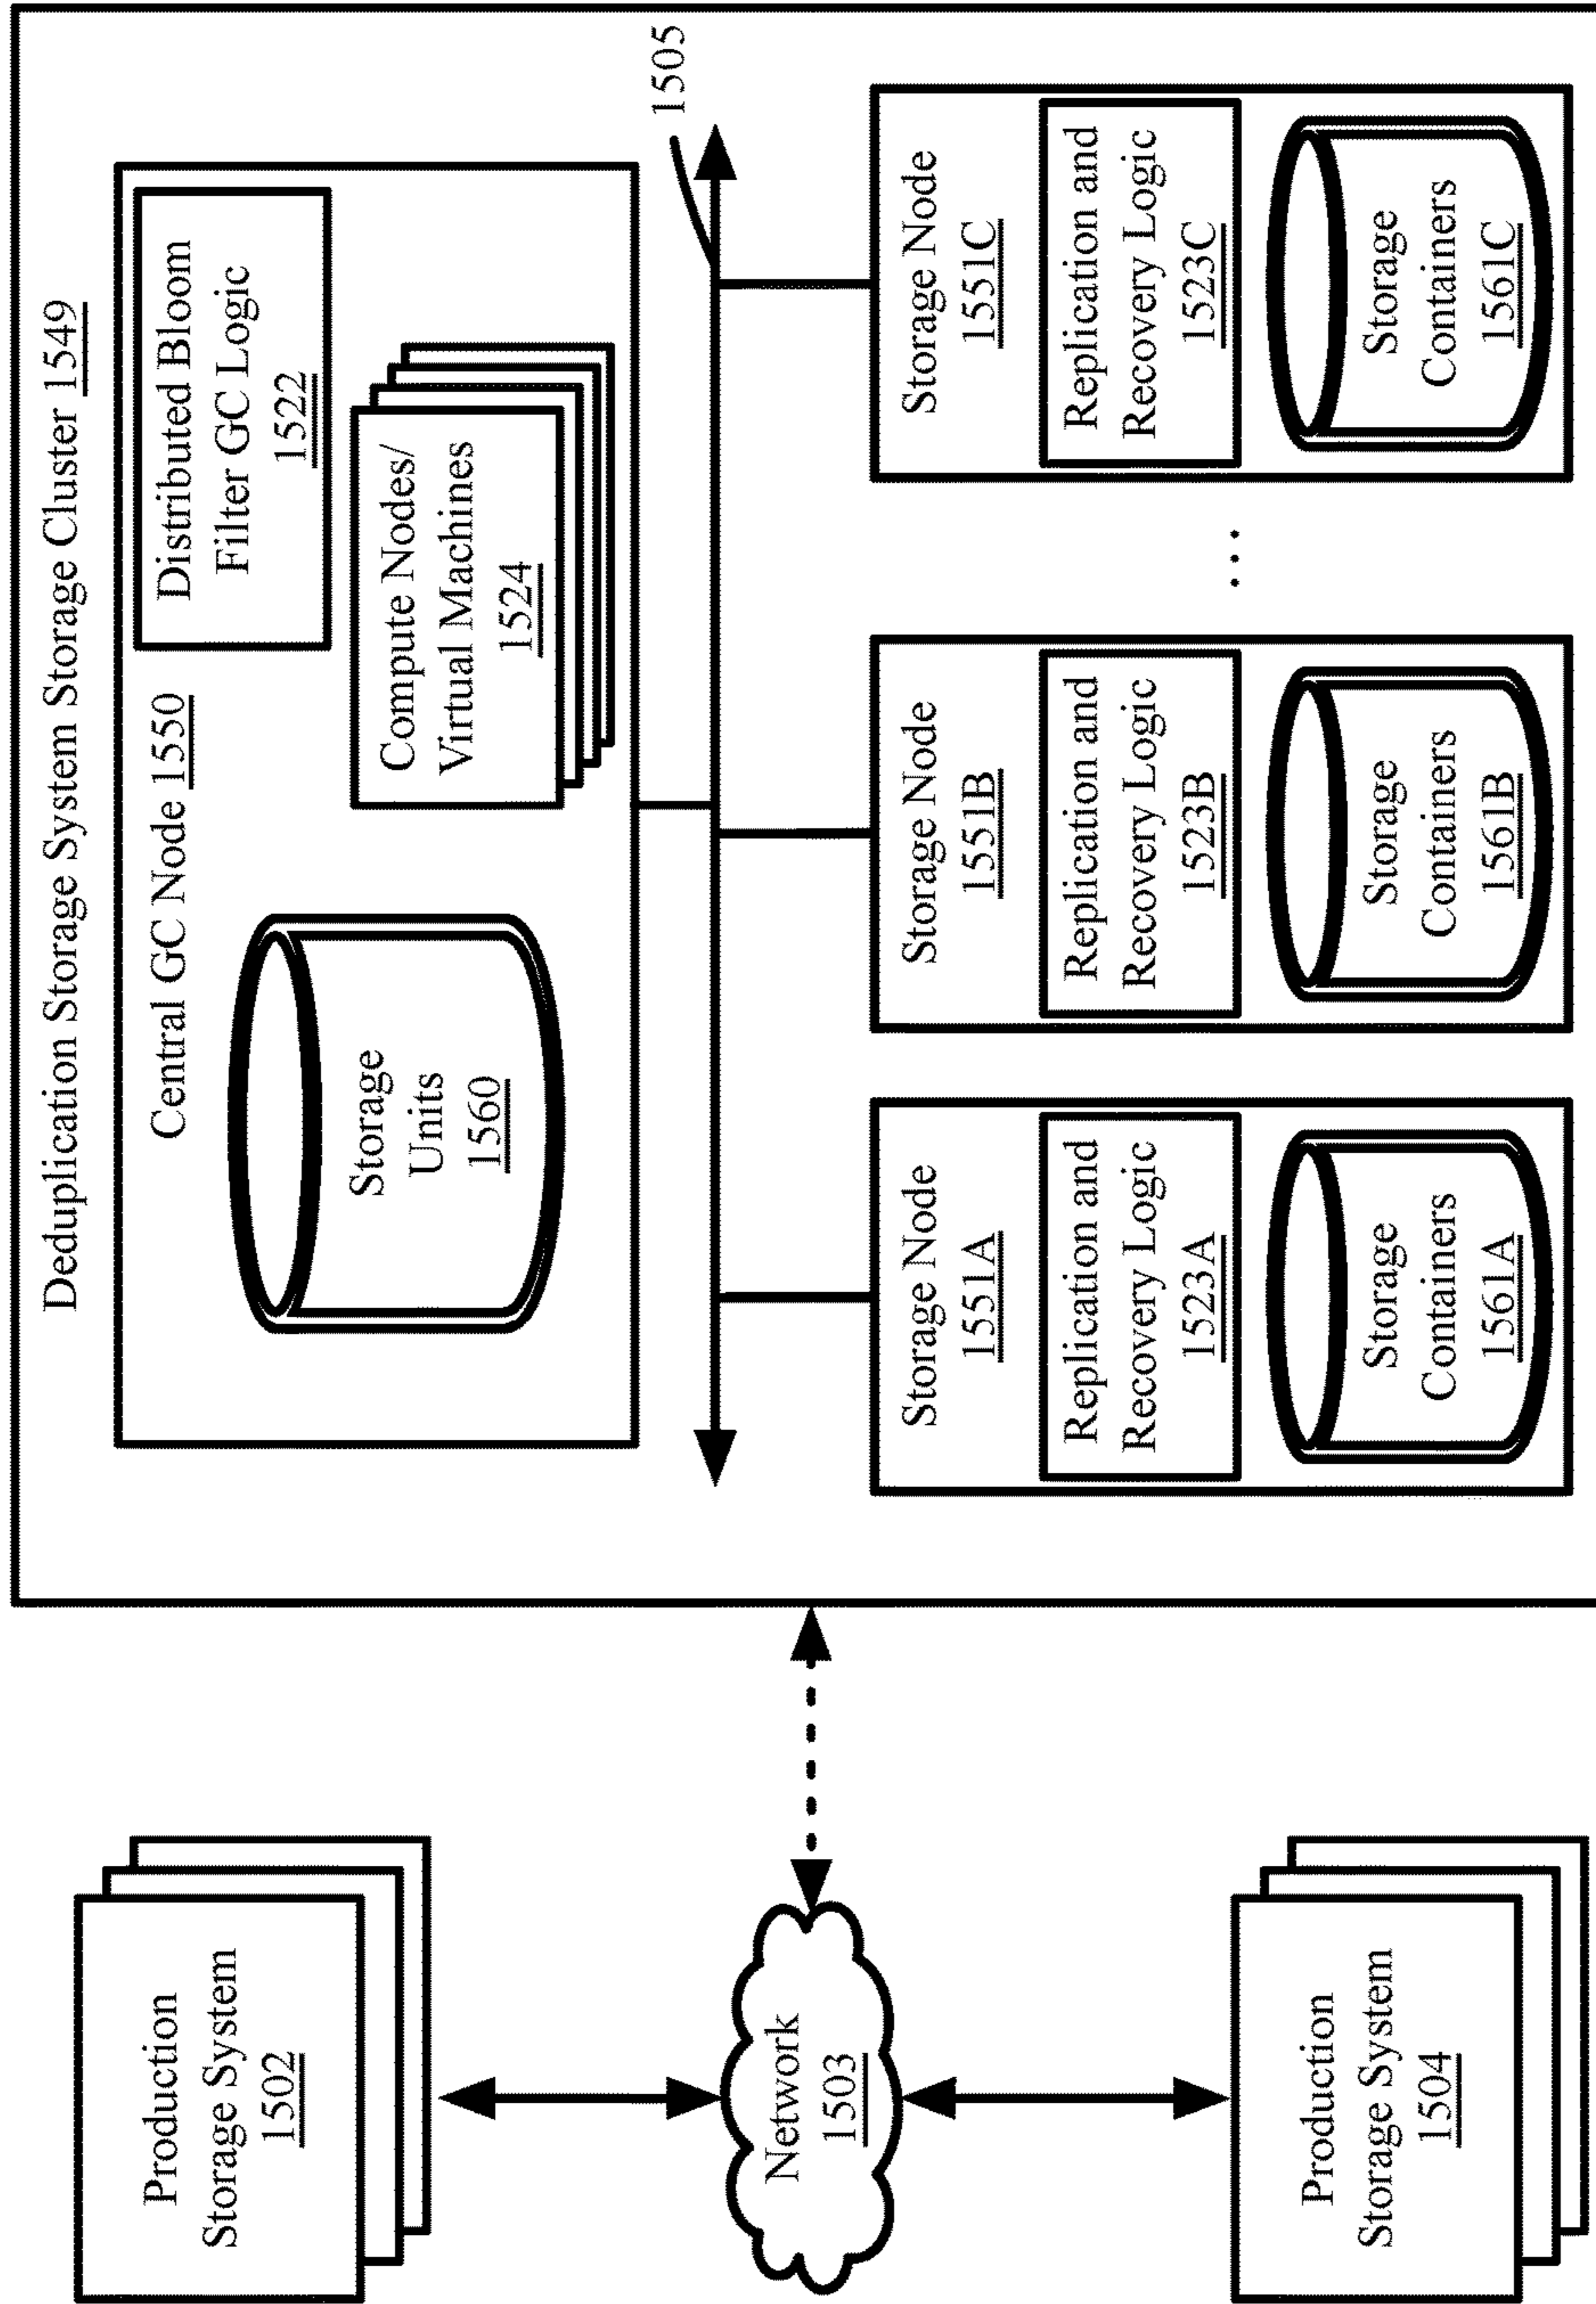 Production
Storage System
1502
Network
1503
Production
Storage System
1504
Deduplication Storage System Storage Cluster 1549
Central GC Node 1550
Storage
Units
1560
Distributed Bloom
Filter GC Logic
1522
Compute Nodes/
Virtual Machines
1524
1505
Storage Node
1551A
Replication and
Recovery Logic
1523A
Storage
Containers
1561A
Storage Node
1551B
Replication and
Recovery Logic
1523B
Storage
Containers
1561B
...
Storage Node
1551C
Replication and
Recovery Logic
1523C
Storage
Containers
1561C